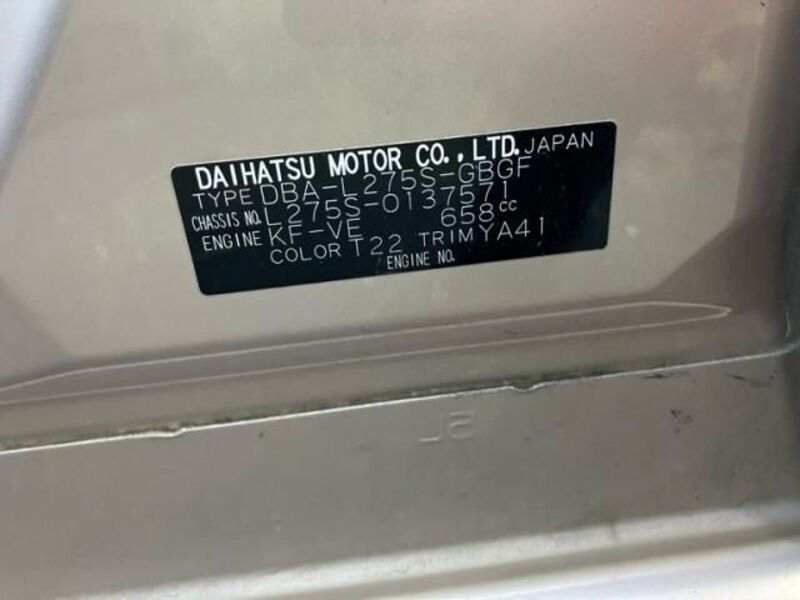 DAIHATSU MOTOR CO., LTD. JAPAN
TYPE DBA-L275S-GBGF
CHASSIS NO. L275S-0137571
ENGINE KF-VE 658cc
COLOR T22 TRIM YA41
ENGINE NO.